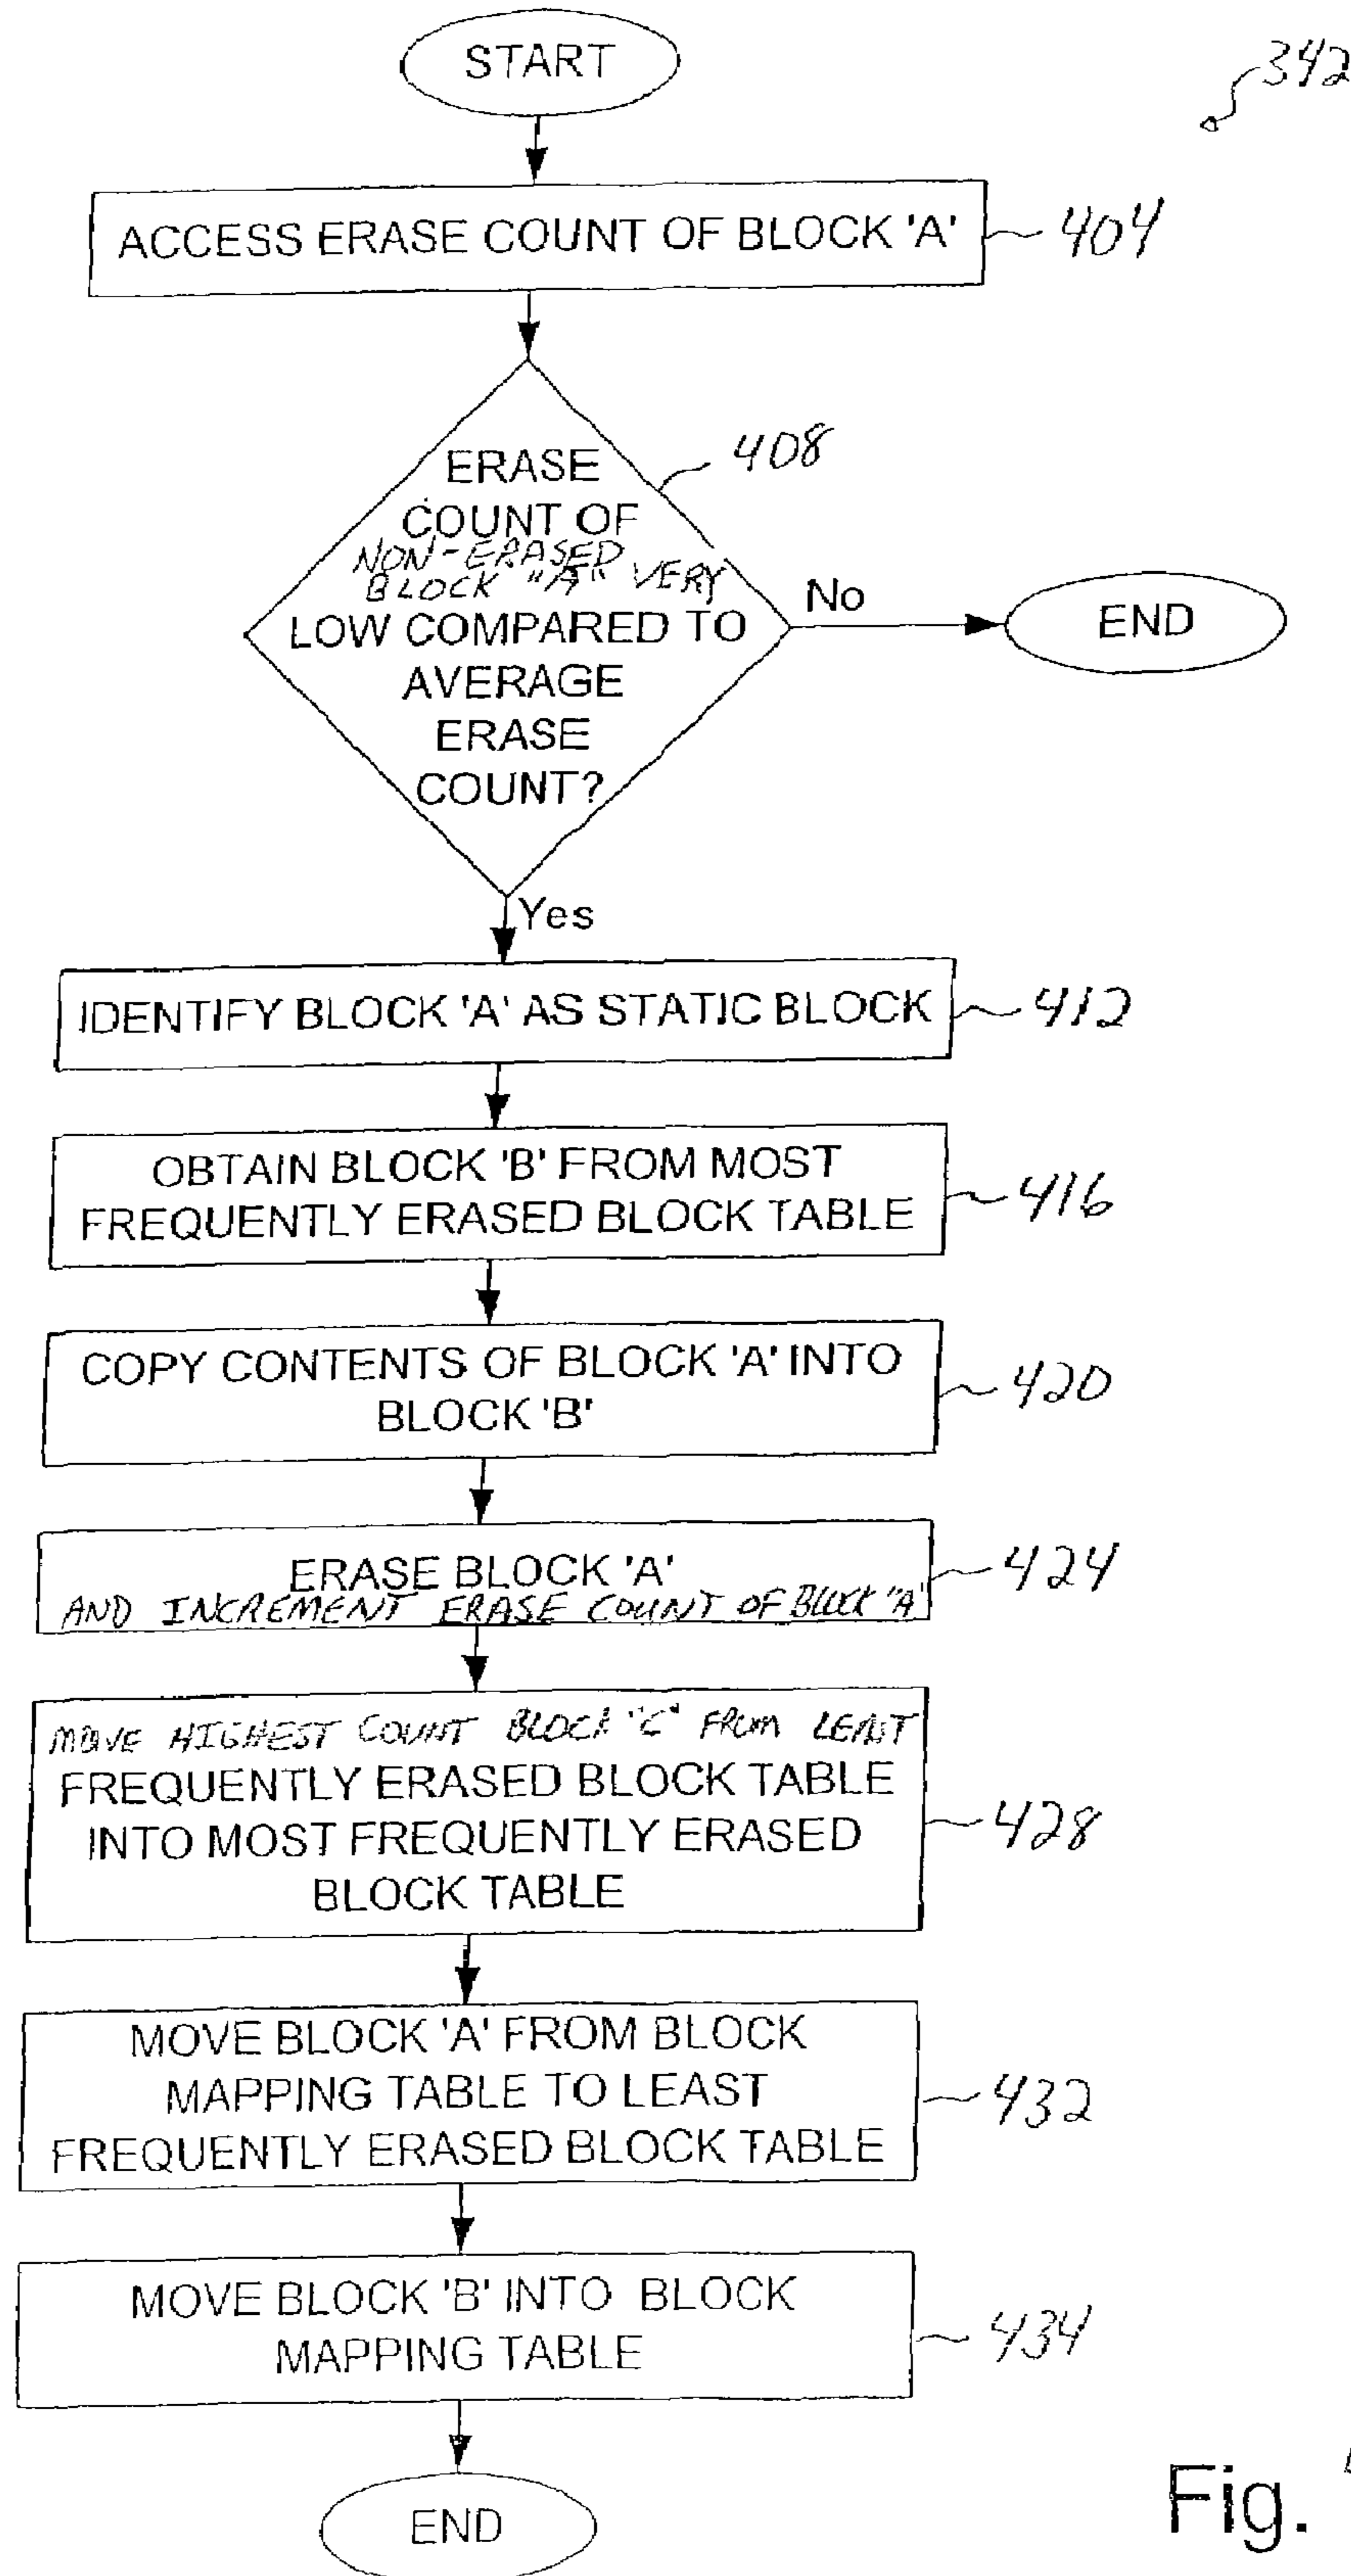 START
342
ACCESS ERASE COUNT OF BLOCK 'A'
404
ERASE
COUNT OF
NON-ERASED
BLOCK "A" VERY
LOW COMPARED TO
AVERAGE
ERASE
COUNT?
408
No
END
Yes
IDENTIFY BLOCK 'A' AS STATIC BLOCK
412
OBTAIN BLOCK 'B' FROM MOST
FREQUENTLY ERASED BLOCK TABLE
416
COPY CONTENTS OF BLOCK 'A' INTO
BLOCK 'B'
420
ERASE BLOCK 'A'
AND INCREMENT ERASE COUNT OF BLOCK "A"
424
MOVE HIGHEST COUNT BLOCK "C" FROM LEAST
FREQUENTLY ERASED BLOCK TABLE
INTO MOST FREQUENTLY ERASED
BLOCK TABLE
428
MOVE BLOCK 'A' FROM BLOCK
MAPPING TABLE TO LEAST
FREQUENTLY ERASED BLOCK TABLE
432
MOVE BLOCK 'B' INTO BLOCK
MAPPING TABLE
434
END
Fig.